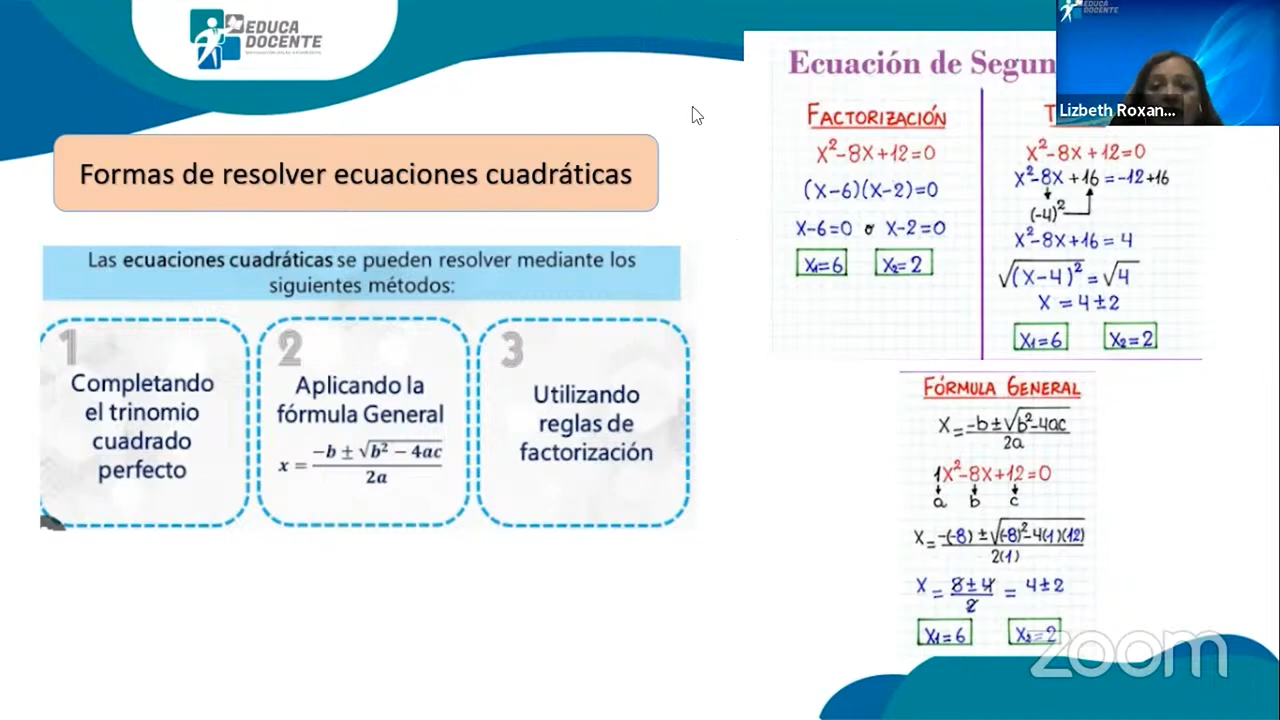 EDUCA
DOCENTE
Formas de resolver ecuaciones cuadráticas
Las ecuaciones cuadráticas se pueden resolver mediante los
siguientes métodos:
1
Completando
el trinomio
cuadrado
perfecto
2
Aplicando la
fórmula General
x = −b ± √b² − 4ac / 2a
3
Utilizando
reglas de
factorización
Ecuación de Segun
FACTORIZACIÓN
x²-8x+12=0
(x-6)(x-2)=0
x-6=0 o x-2=0
x₁=6 x₂=2
T
x²-8x+12=0
x²-8x+16=-12+16
(-4)²
x²-8x+16=4
√(x-4)²=√4
x=4±2
x₁=6 x₂=2
FÓRMULA GENERAL
x=-b±√b²-4ac / 2a
1x²-8x+12=0
a b c
x=-(-8)±√(-8)²-4(1)(12) / 2(1)
x=8±4 / 2=4±2
x₁=6 x₂=2
EDUCA
DOCENTE
Lizbeth Roxan...
zoom